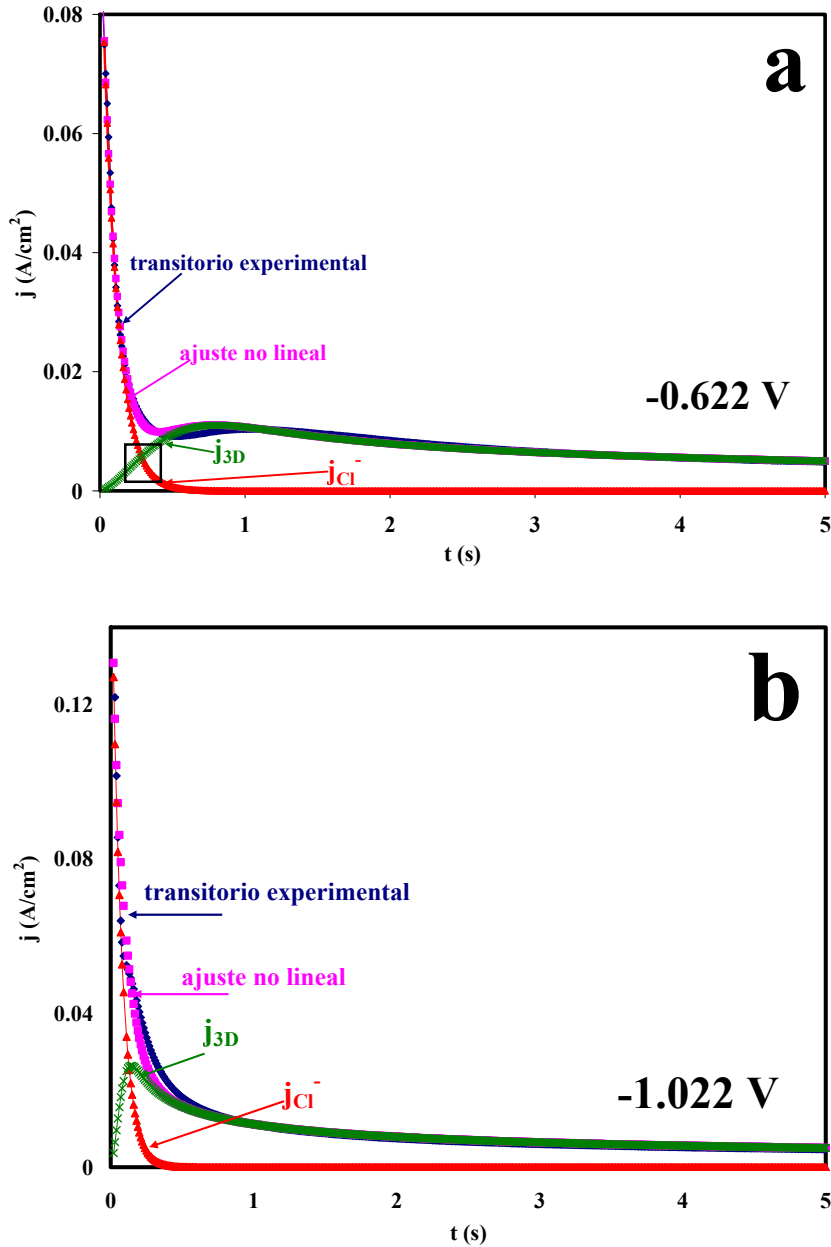 a
0.08
0.06
0.04
0.02
0
j (A/cm²)
transitorio experimental
ajuste no lineal
-0.622 V
j3D
jCl-
0 1 2 3 4 5
t (s)
b
0.12
0.08
0.04
0
j (A/cm²)
transitorio experimental
ajuste no lineal
j3D
-1.022 V
jCl-
0 1 2 3 4 5
t (s)